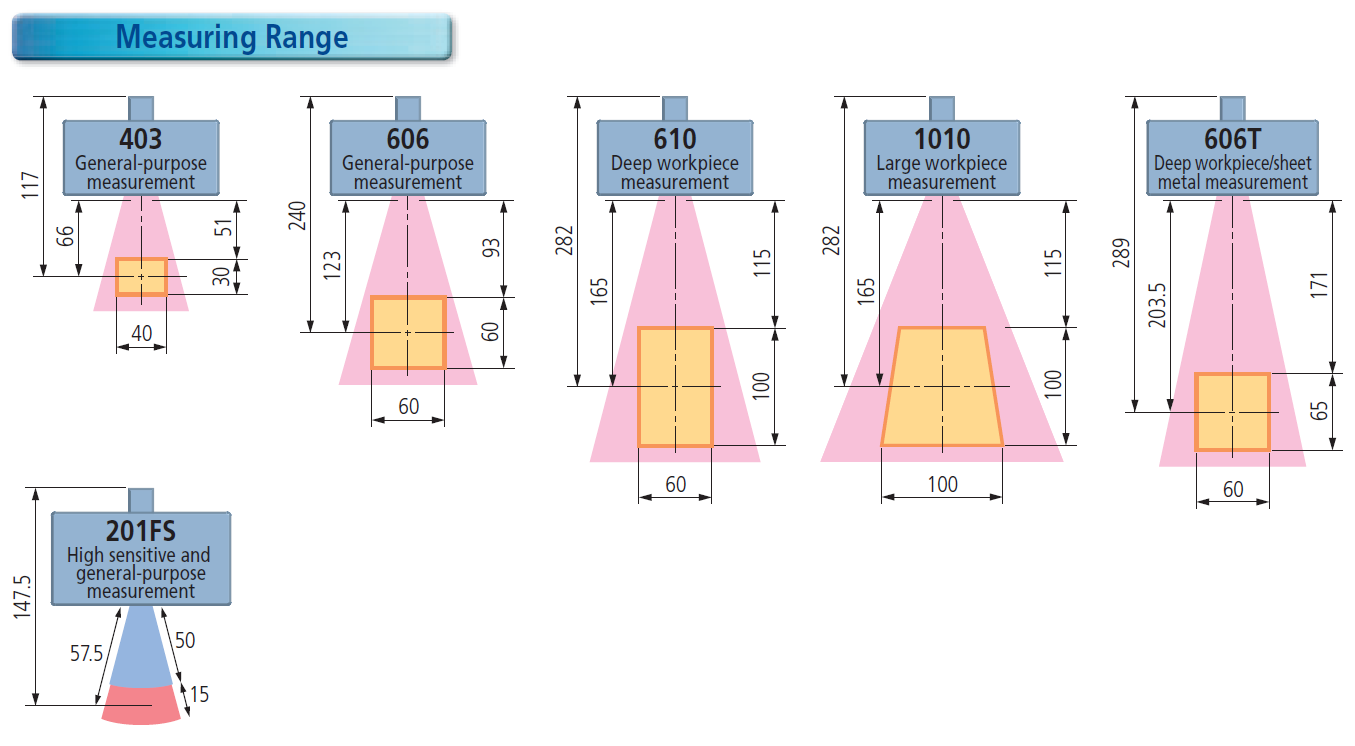 Measuring Range
403
General-purpose
measurement
117
66
51
30
40
606
General-purpose
measurement
240
123
93
60
60
610
Deep workpiece
measurement
282
165
115
100
60
1010
Large workpiece
measurement
282
165
115
100
100
606T
Deep workpiece/sheet
metal measurement
289
203.5
171
65
60
201FS
High sensitive and
general-purpose
measurement
147.5
57.5
50
15